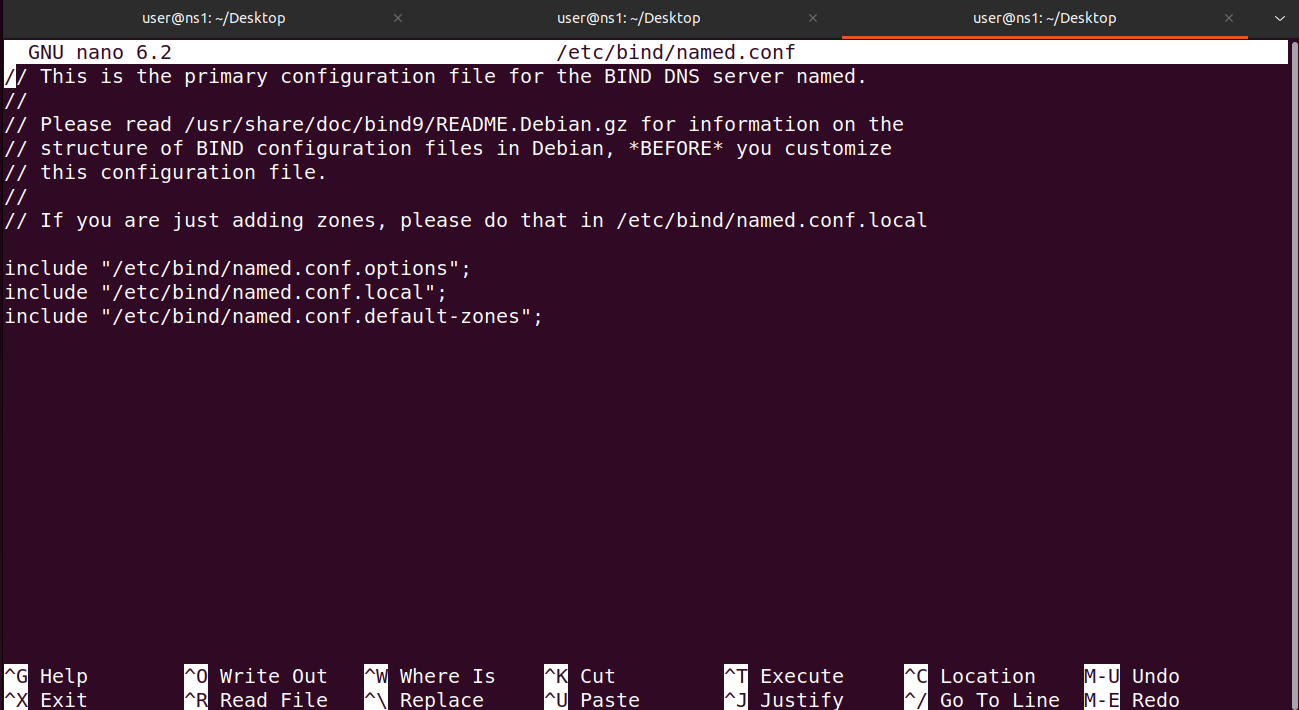 user@ns1: ~/Desktop × user@ns1: ~/Desktop × user@ns1: ~/Desktop ×
GNU nano 6.2 /etc/bind/named.conf
// This is the primary configuration file for the BIND DNS server named.
//
// Please read /usr/share/doc/bind9/README.Debian.gz for information on the
// structure of BIND configuration files in Debian, *BEFORE* you customize
// this configuration file.
//
// If you are just adding zones, please do that in /etc/bind/named.conf.local
include "/etc/bind/named.conf.options";
include "/etc/bind/named.conf.local";
include "/etc/bind/named.conf.default-zones";
^G Help ^O Write Out ^W Where Is ^K Cut ^T Execute ^C Location M-U Undo
^X Exit ^R Read File ^\ Replace ^U Paste ^J Justify ^/ Go To Line M-E Redo